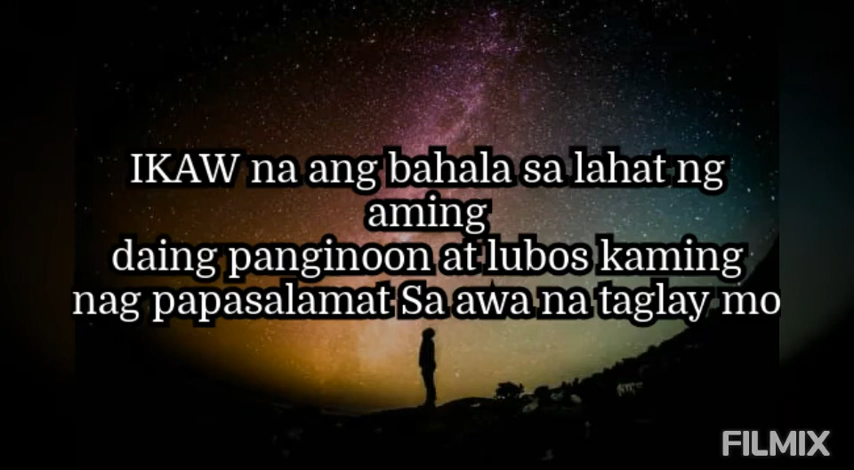 IKAW na ang bahala sa lahat ng
aming
daing panginoon at lubos kaming
nag papasalamat Sa awa na taglay mo
FILMIX